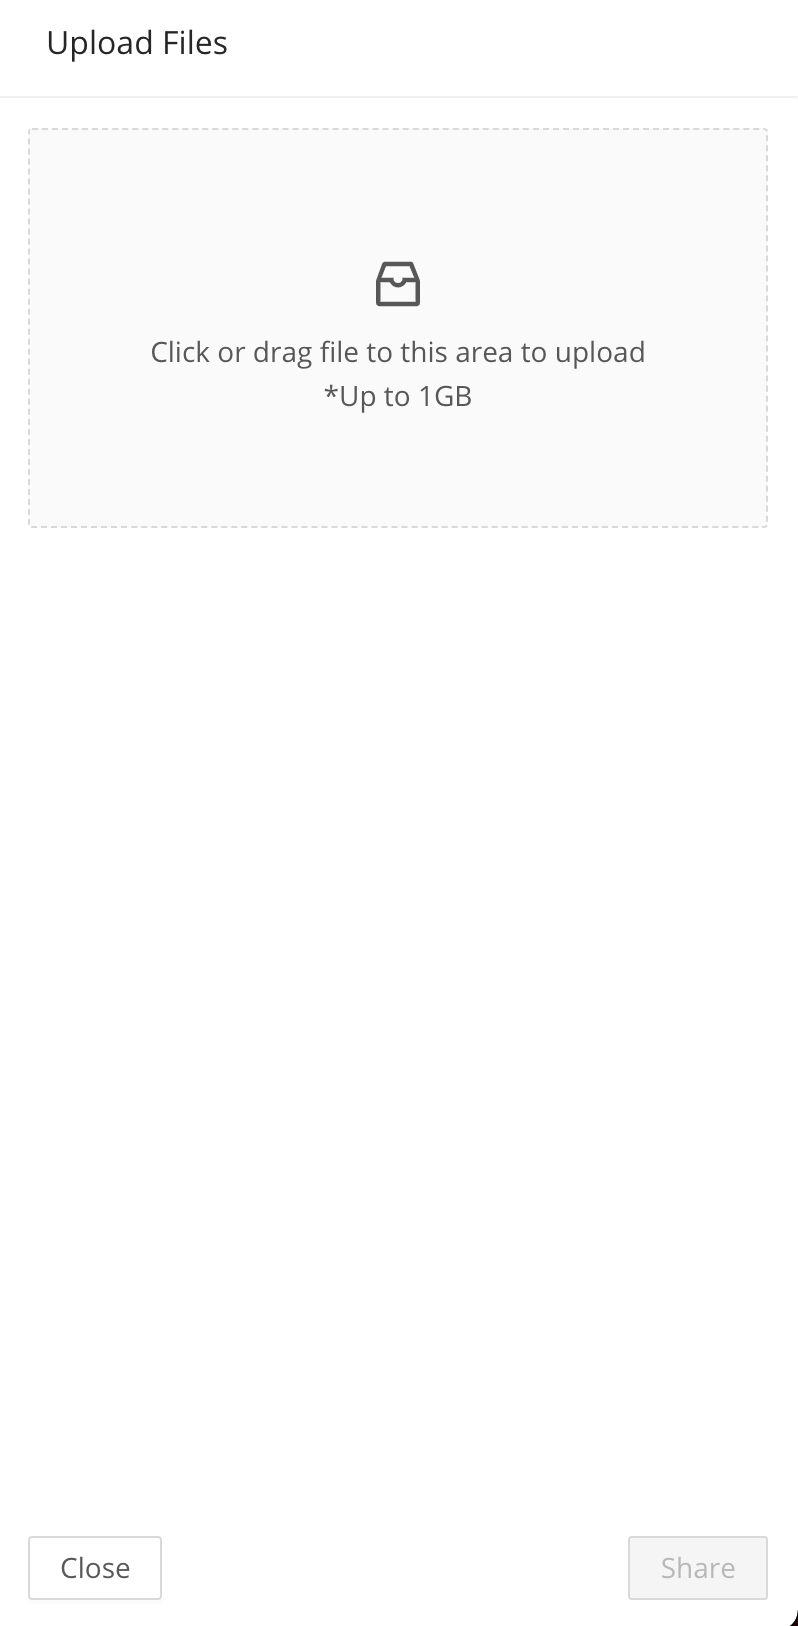 Upload Files
Click or drag file to this area to upload
*Up to 1GB
Close
Share